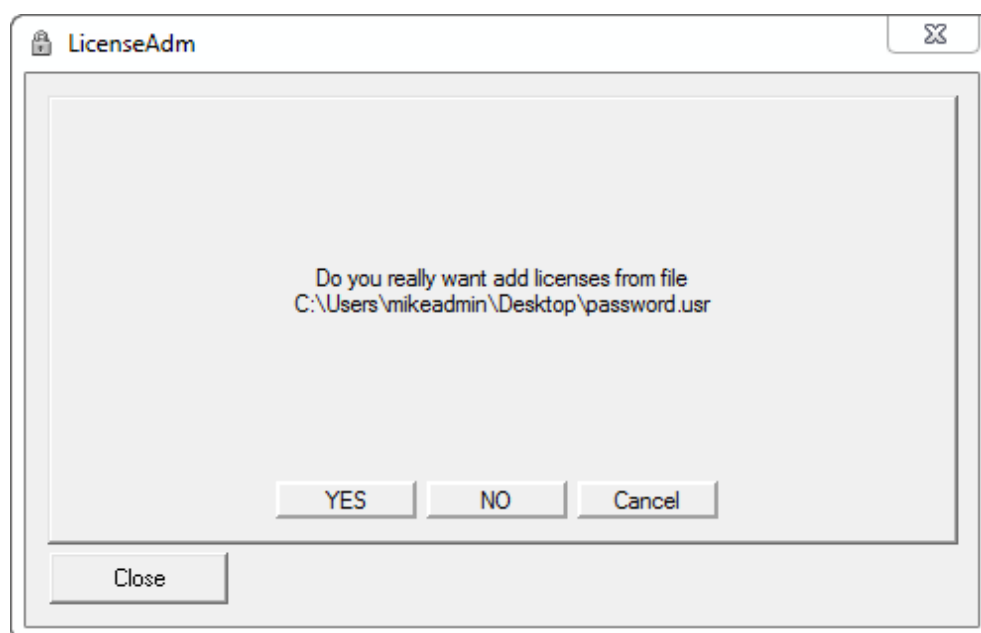 LicenseAdm
Do you really want add licenses from file
C:\Users\mikeadmin\Desktop\password.usr
YES NO Cancel
Close